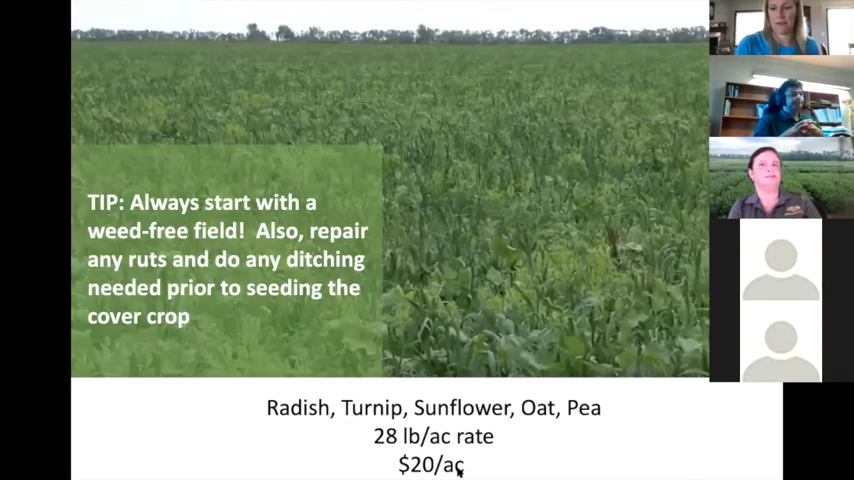 TIP: Always start with a
weed-free field! Also, repair
any ruts and do any ditching
needed prior to seeding the
cover crop
Radish, Turnip, Sunflower, Oat, Pea
28 lb/ac rate
$20/ac